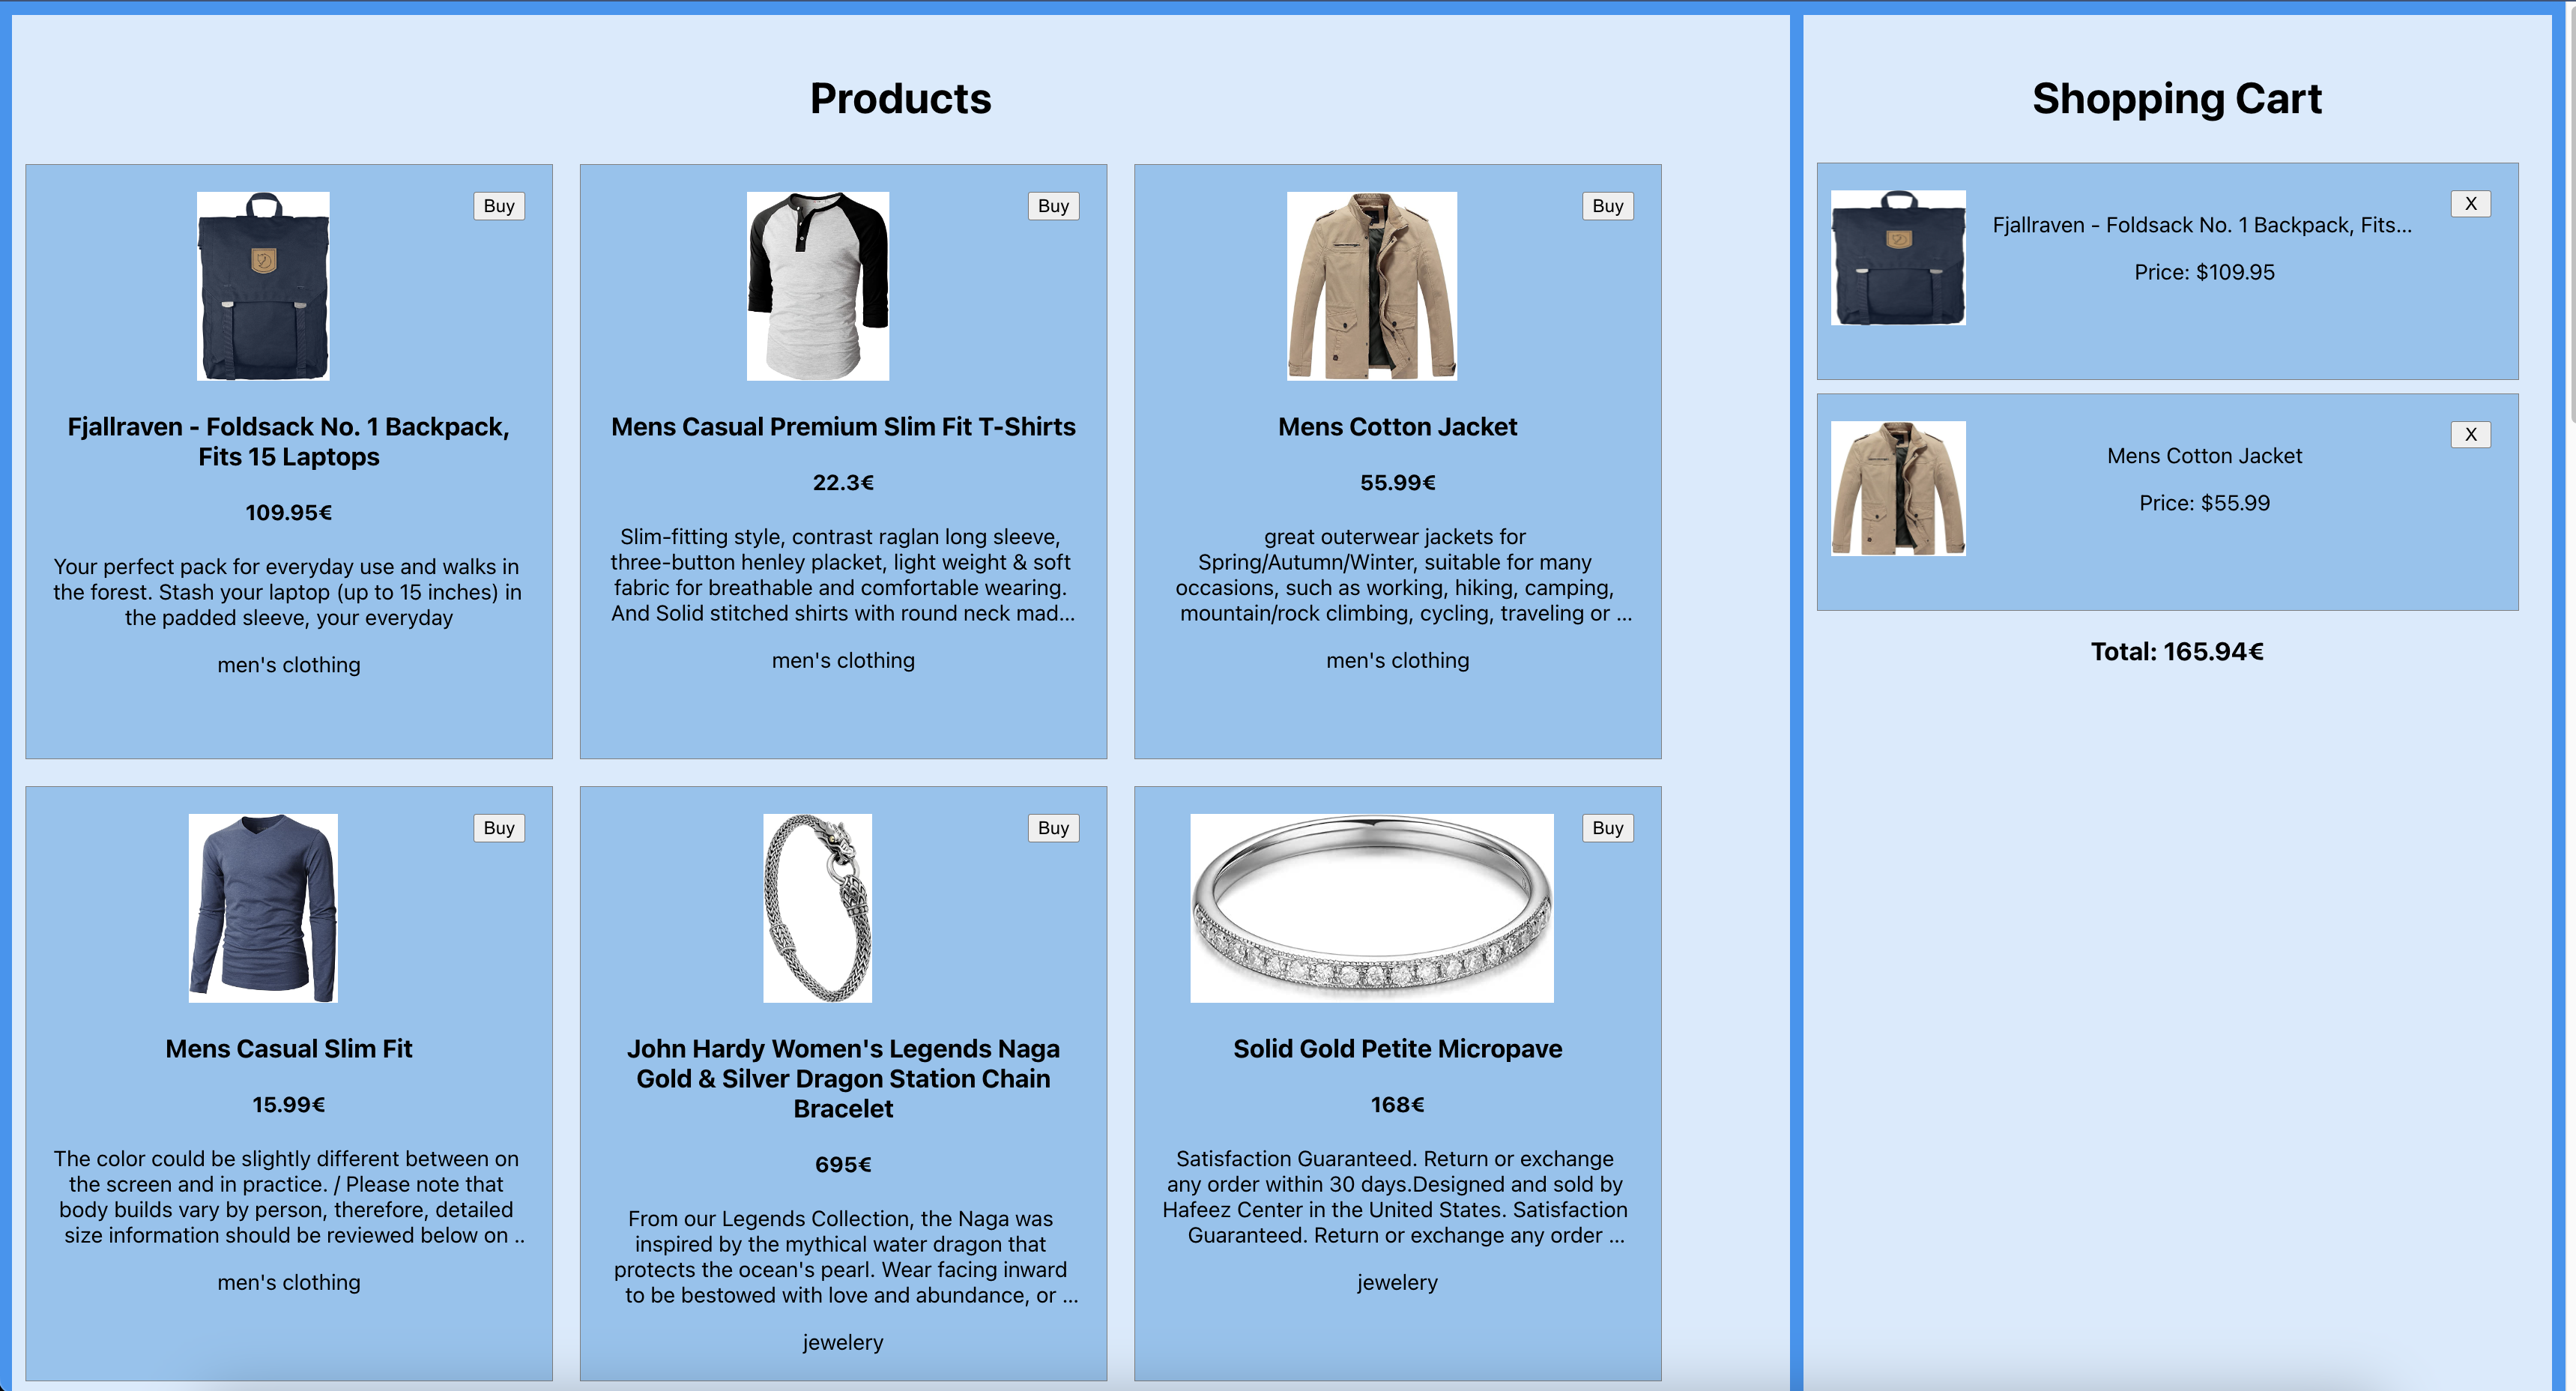 Products
Buy
Fjallraven - Foldsack No. 1 Backpack,
Fits 15 Laptops
109.95€
Your perfect pack for everyday use and walks in
the forest. Stash your laptop (up to 15 inches) in
the padded sleeve, your everyday
men's clothing
Buy
Mens Casual Premium Slim Fit T-Shirts
22.3€
Slim-fitting style, contrast raglan long sleeve,
three-button henley placket, light weight & soft
fabric for breathable and comfortable wearing.
And Solid stitched shirts with round neck mad...
men's clothing
Buy
Mens Cotton Jacket
55.99€
great outerwear jackets for
Spring/Autumn/Winter, suitable for many
occasions, such as working, hiking, camping,
mountain/rock climbing, cycling, traveling or ...
men's clothing
Buy
Mens Casual Slim Fit
15.99€
The color could be slightly different between on
the screen and in practice. / Please note that
body builds vary by person, therefore, detailed
size information should be reviewed below on ..
men's clothing
Buy
John Hardy Women's Legends Naga
Gold & Silver Dragon Station Chain
Bracelet
695€
From our Legends Collection, the Naga was
inspired by the mythical water dragon that
protects the ocean's pearl. Wear facing inward
to be bestowed with love and abundance, or ...
jewelery
Buy
Solid Gold Petite Micropave
168€
Satisfaction Guaranteed. Return or exchange
any order within 30 days.Designed and sold by
Hafeez Center in the United States. Satisfaction
Guaranteed. Return or exchange any order ...
jewelery
Shopping Cart
X
Fjallraven - Foldsack No. 1 Backpack, Fits...
Price: $109.95
X
Mens Cotton Jacket
Price: $55.99
Total: 165.94€